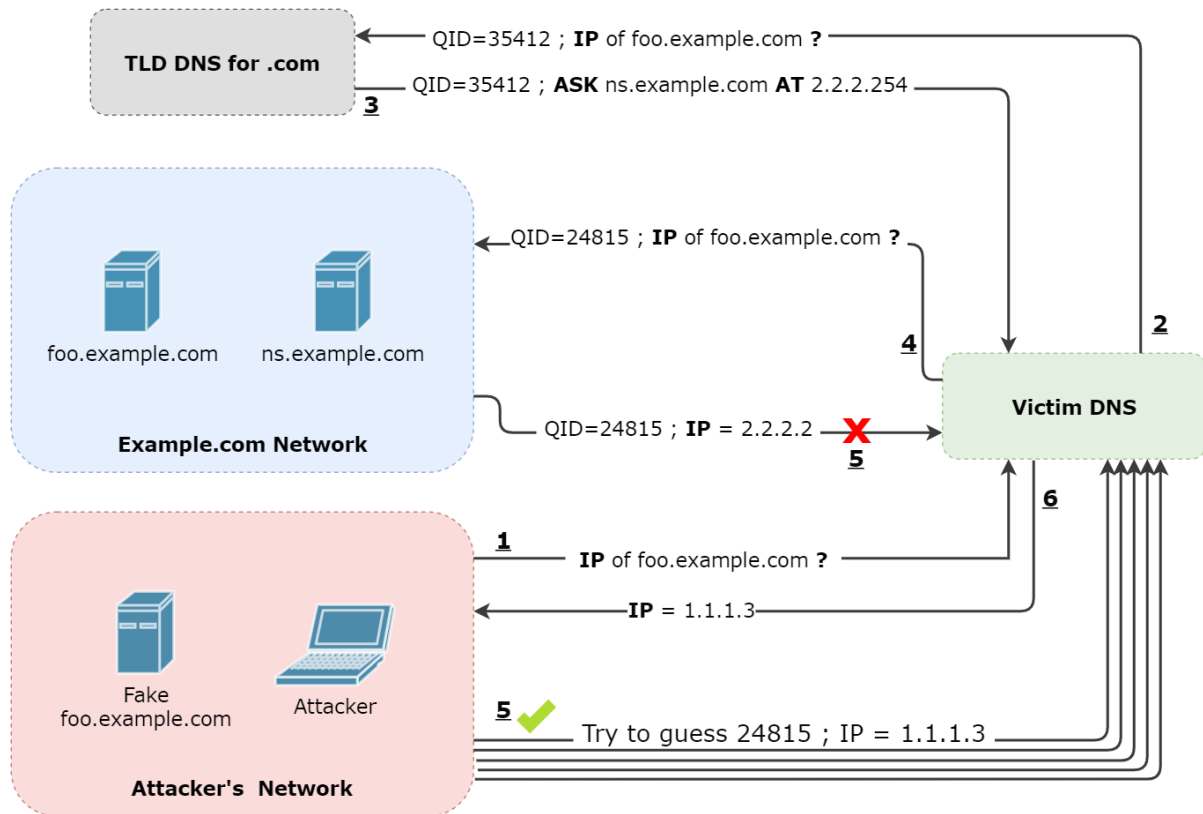 QID=35412 ; IP of foo.example.com ?
TLD DNS for .com
QID=35412 ; ASK ns.example.com AT 2.2.2.254
3
QID=24815 ; IP of foo.example.com ?
2
4
foo.example.com
ns.example.com
Victim DNS
QID=24815 ; IP = 2.2.2.2
X
Example.com Network
5
6
1
IP of foo.example.com ?
IP = 1.1.1.3
Fake
foo.example.com
Attacker
5
Try to guess 24815 ; IP = 1.1.1.3
Attacker's Network